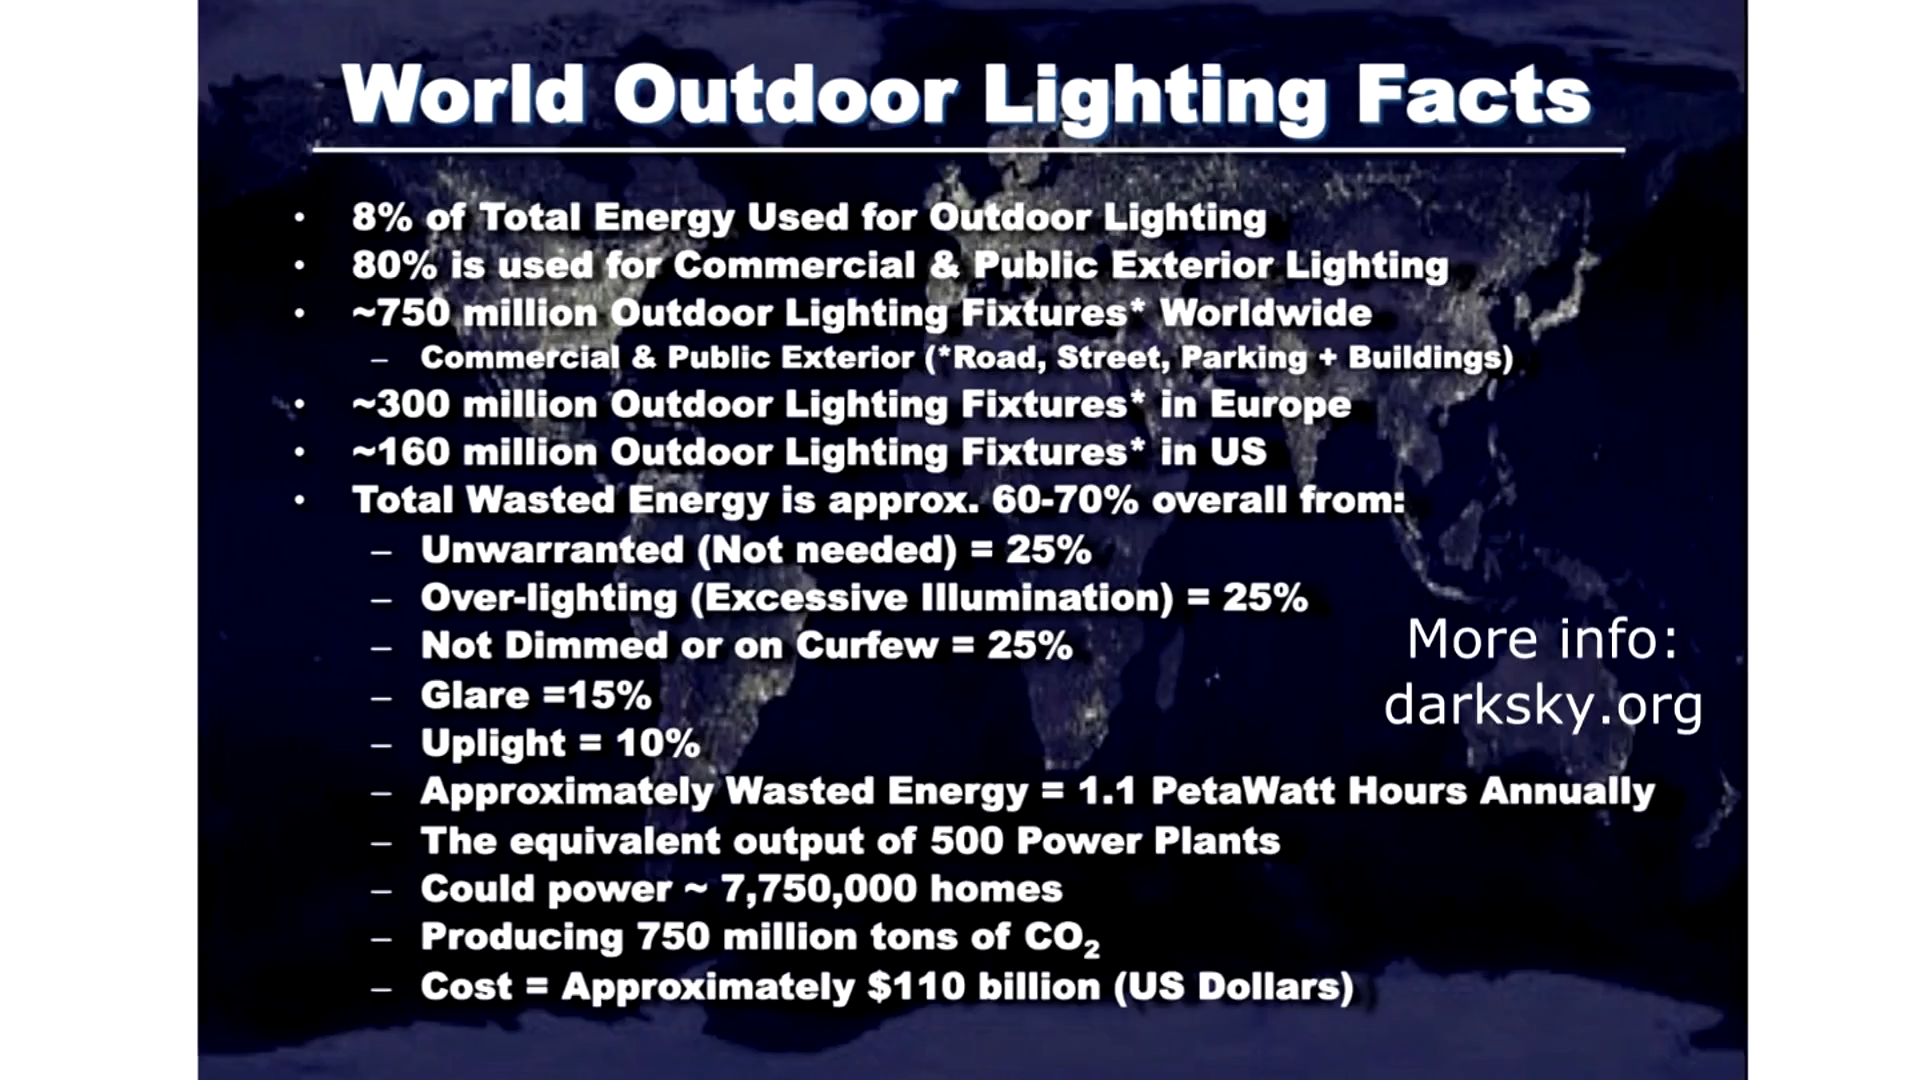 World Outdoor Lighting Facts
• 8% of Total Energy Used for Outdoor Lighting
• 80% is used for Commercial & Public Exterior Lighting
• ~750 million Outdoor Lighting Fixtures* Worldwide
– Commercial & Public Exterior (*Road, Street, Parking + Buildings)
• ~300 million Outdoor Lighting Fixtures* in Europe
• ~160 million Outdoor Lighting Fixtures* in US
• Total Wasted Energy is approx. 60-70% overall from:
– Unwarranted (Not needed) = 25%
– Over-lighting (Excessive Illumination) = 25%
– Not Dimmed or on Curfew = 25%
– Glare =15%
– Uplight = 10%
– Approximately Wasted Energy = 1.1 PetaWatt Hours Annually
– The equivalent output of 500 Power Plants
– Could power ~ 7,750,000 homes
– Producing 750 million tons of CO₂
– Cost = Approximately $110 billion (US Dollars)
More info:
darksky.org